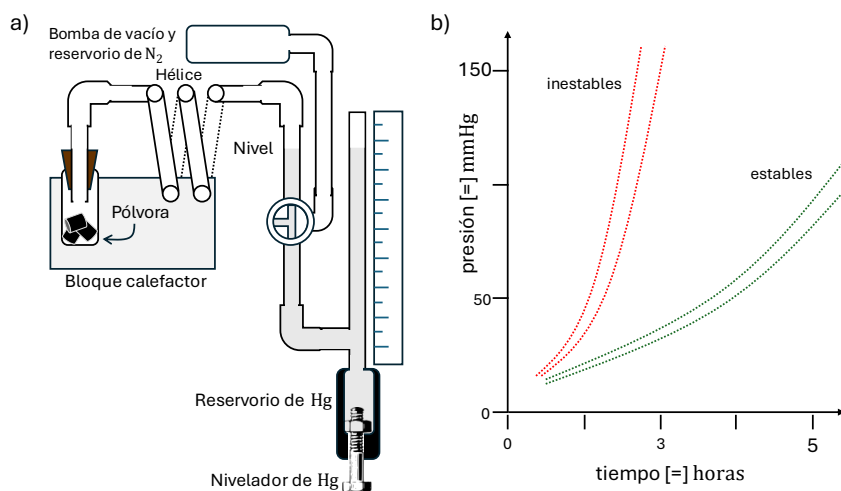 a)
Bomba de vacío y
reservorio de N₂
Hélice
Nivel
Pólvora
Bloque calefactor
Reservorio de Hg
Nivelador de Hg
b)
150
50
0
presión [=] mmHg
inestables
estables
0
3
5
tiempo [=] horas